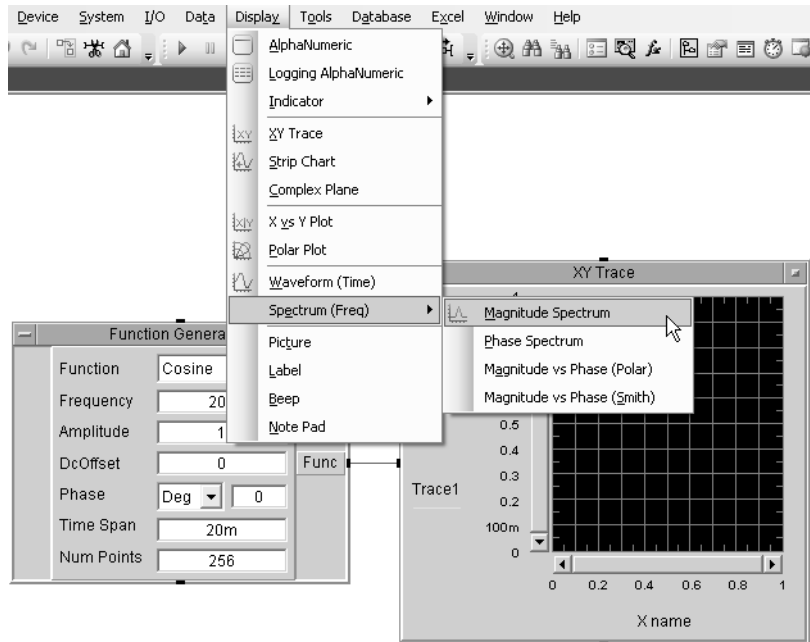 Device System I/O Data Display Tools Database Excel Window Help
AlphaNumeric
Logging AlphaNumeric
Indicator
XY Trace
Strip Chart
Complex Plane
X vs Y Plot
Polar Plot
Waveform (Time)
Spectrum (Freq)
Picture
Label
Beep
Note Pad
Magnitude Spectrum
Phase Spectrum
Magnitude vs Phase (Polar)
Magnitude vs Phase (Smith)
Function Genera
Function Cosine
Frequency 20
Amplitude 1
DcOffset 0
Phase Deg 0
Time Span 20m
Num Points 256
Func
XY Trace
Trace1
0.5
0.4
0.3
0.2
100m
0
0 0.2 0.4 0.6 0.8 1
X name